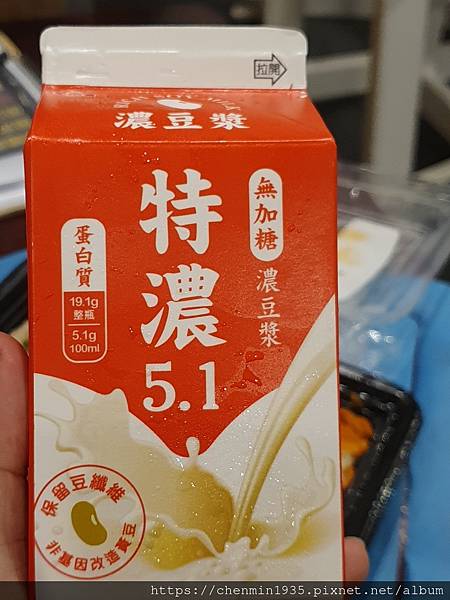 拉開
濃豆漿
特濃
5.1
無加糖
濃豆漿
蛋白質
19.1g
整瓶
5.1g
100ml
保留豆纖維
非基因改造黃豆
https://chenmin1935.pixnet.net/album